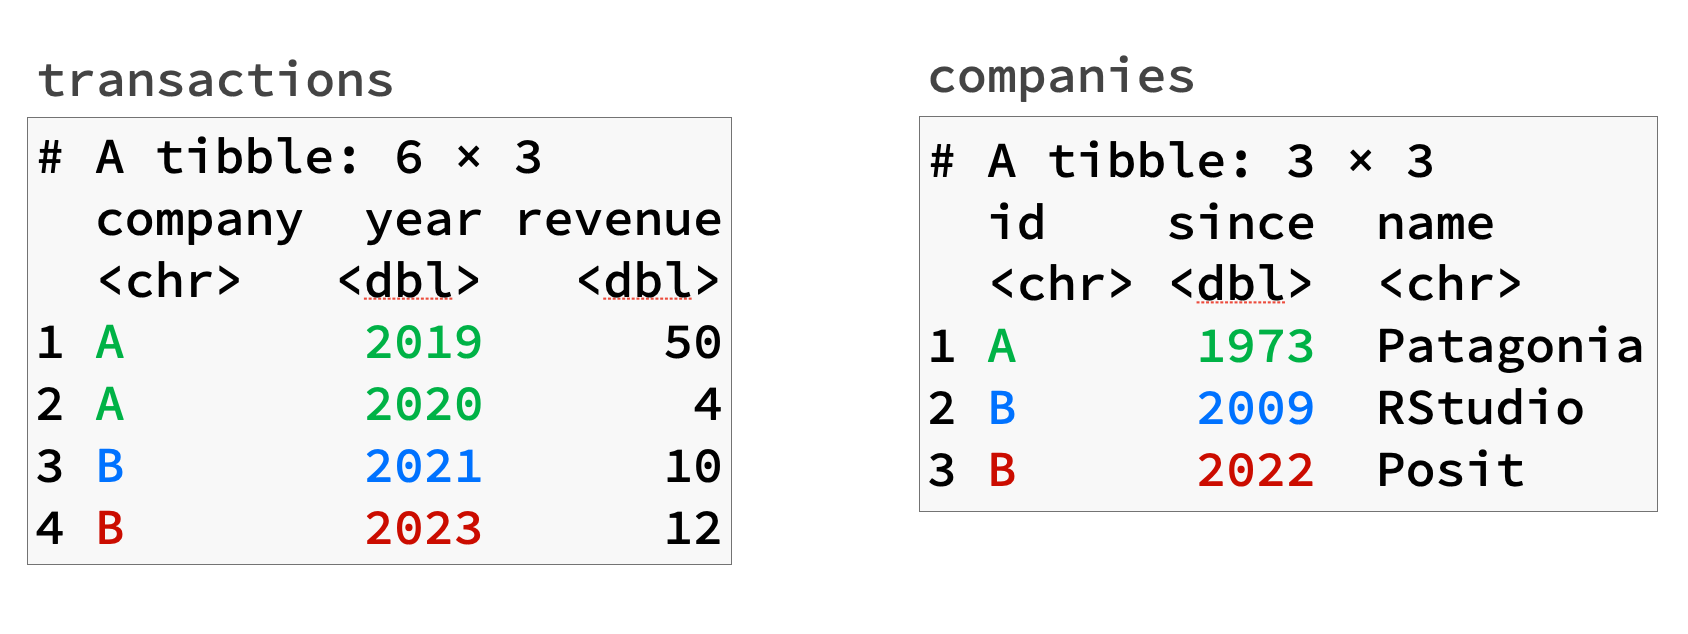 transactions
# A tibble: 6 × 3
company year revenue
<chr> <dbl> <dbl>
1 A 2019 50
2 A 2020 4
3 B 2021 10
4 B 2023 12
companies
# A tibble: 3 × 3
id since name
<chr> <dbl> <chr>
1 A 1973 Patagonia
2 B 2009 RStudio
3 B 2022 Posit